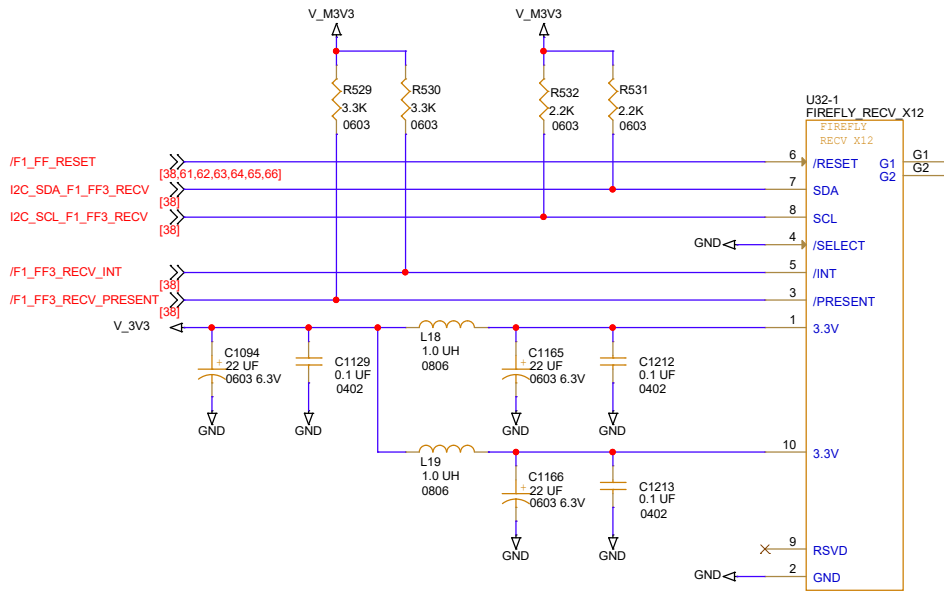 V_M3V3
V_M3V3
R529
3.3K
0603
R530
3.3K
0603
R532
2.2K
0603
R531
2.2K
0603
U32-1
FIREFLY_RECV_X12
FIREFLY
RECV X12
/F1_FF_RESET
[38,61,62,63,64,65,66]
6
/RESET
G1
G1
G2
G2
I2C_SDA_F1_FF3_RECV
[38]
7
SDA
I2C_SCL_F1_FF3_RECV
[38]
8
SCL
GND
4
/SELECT
/F1_FF3_RECV_INT
[38]
5
/INT
/F1_FF3_RECV_PRESENT
[38]
3
/PRESENT
V_3V3
1
3.3V
L18
1.0 UH
0806
C1094
22 UF
0603 6.3V
GND
C1129
0.1 UF
0402
GND
C1165
22 UF
0603 6.3V
GND
C1212
0.1 UF
0402
GND
10
3.3V
L19
1.0 UH
0806
C1166
22 UF
0603 6.3V
GND
C1213
0.1 UF
0402
GND
9
RSVD
GND
2
GND